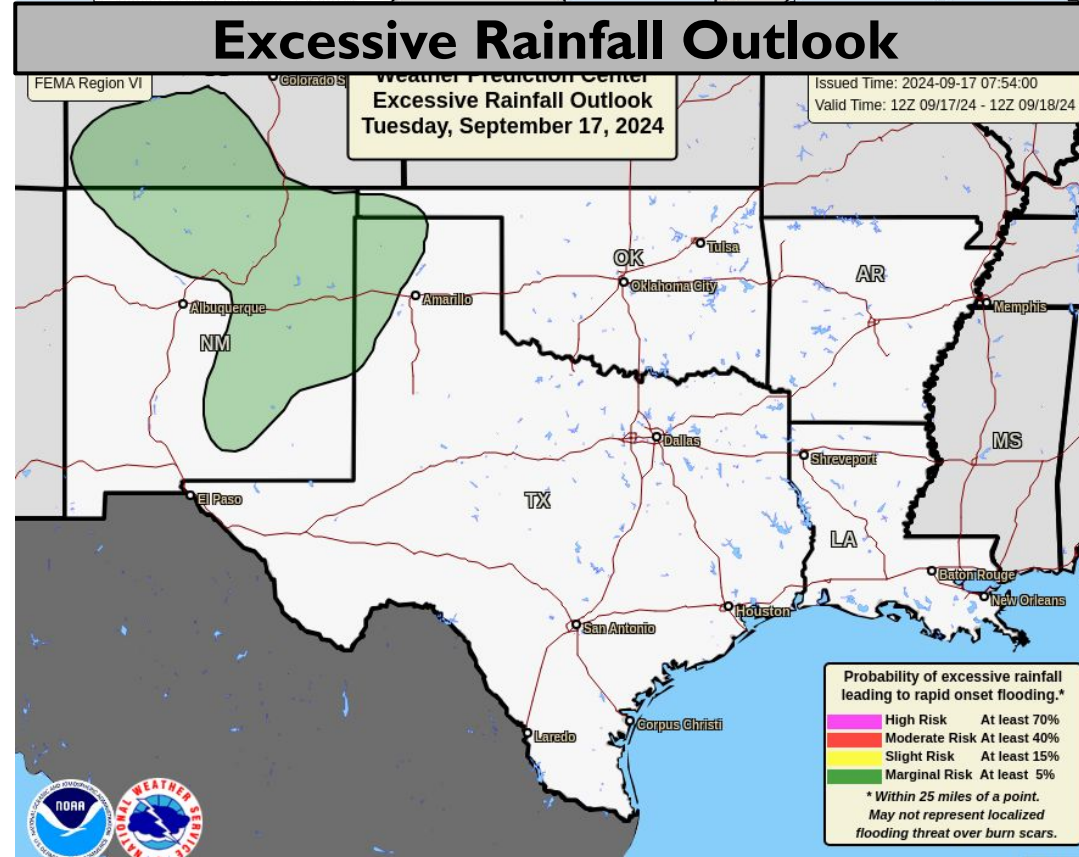 Excessive Rainfall Outlook
FEMA Region VI
Colorado S
Weather Prediction Center
Excessive Rainfall Outlook
Tuesday, September 17, 2024
Issued Time: 2024-09-17 07:54:00
Valid Time: 12Z 09/17/24 - 12Z 09/18/24
Tulsa
OK
Oklahoma City
AR
Albuquerque
Amarillo
Memphis
NM
Dallas
MS
Shreveport
El Paso
TX
LA
Baton Rouge
New Orleans
Houston
San Antonio
Corpus Christi
Laredo
Probability of excessive rainfall
leading to rapid onset flooding.*
High Risk At least 70%
Moderate Risk At least 40%
Slight Risk At least 15%
Marginal Risk At least 5%
* Within 25 miles of a point.
May not represent localized
flooding threat over burn scars.
NOAA
NATIONAL WEATHER SERVICE